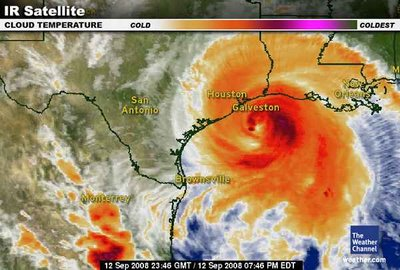 IR Satellite
CLOUD TEMPERATURE COLD COLDEST
Houston
New
Orleans
San
Antonio
Galveston
Brownsville
Monterrey
The
Weather
Channel
weather.com
12 Sep 2008 23:46 GMT / 12 Sep 2008 07:46 PM EDT